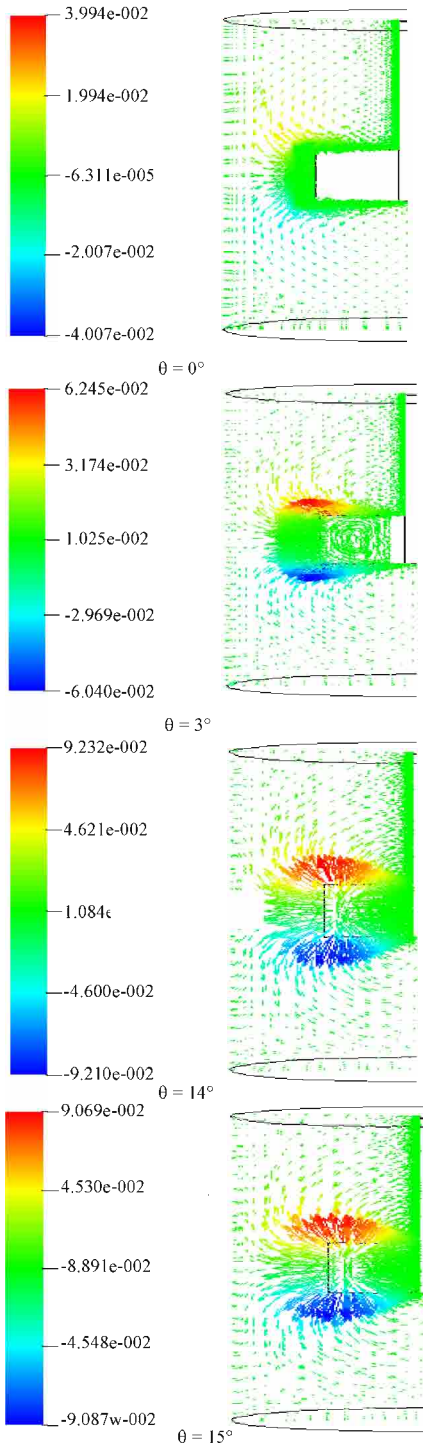 3.994e-002
1.994e-002
-6.311e-005
-2.007e-002
-4.007e-002
θ = 0°
6.245e-002
3.174e-002
1.025e-002
-2.969e-002
-6.040e-002
θ = 3°
9.232e-002
4.621e-002
1.084e
-4.600e-002
-9.210e-002
θ = 14°
9.069e-002
4.530e-002
-8.891e-002
-4.548e-002
-9.087w-002
θ = 15°